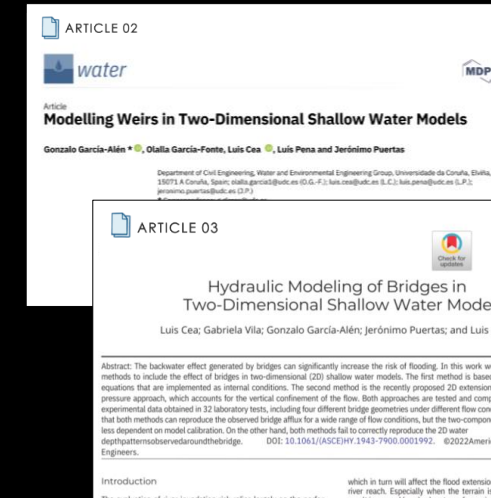 ARTICLE 02
water
MDP
Article
Modelling Weirs in Two-Dimensional Shallow Water Models
Gonzalo García-Alén *, Olalla García-Fonte, Luis Cea, Luís Pena and Jerónimo Puertas
Department of Civil Engineering, Water and Environmental Engineering Group, Universidade da Coruña, Elviña,
15071 A Coruña, Spain; olalla.garcia1@udc.es (O.G.-F.); luis.cea@udc.es (L.C.); luis.pena@udc.es (L.P.);
jeronimo.puertas@udc.es (J.P.)
ARTICLE 03
Check for
updates
Hydraulic Modeling of Bridges in
Two-Dimensional Shallow Water Mode
Luis Cea; Gabriela Vila; Gonzalo García-Alén; Jerónimo Puertas; and Luis
Abstract: The backwater effect generated by bridges can significantly increase the risk of flooding. In this work w
methods to include the effect of bridges in two-dimensional (2D) shallow water models. The first method is based
equations that are implemented as internal conditions. The second method is the recently proposed 2D extension
pressure approach, which accounts for the vertical confinement of the flow. Both approaches are tested and comp
experimental data obtained in 32 laboratory tests, including four different bridge geometries under different flow con
that both methods can reproduce the observed bridge afflux for a wide range of flow conditions, but the two-compon
less dependent on model calibration. On the other hand, both methods fail to correctly reproduce the 2D water
depthpatternsobservedaroundthebridge. DOI: 10.1061/(ASCE)HY.1943-7900.0001992. ©2022Ameri
Engineers.
Introduction
which in turn will affect the flood extensio
river reach. Especially when the terrain is